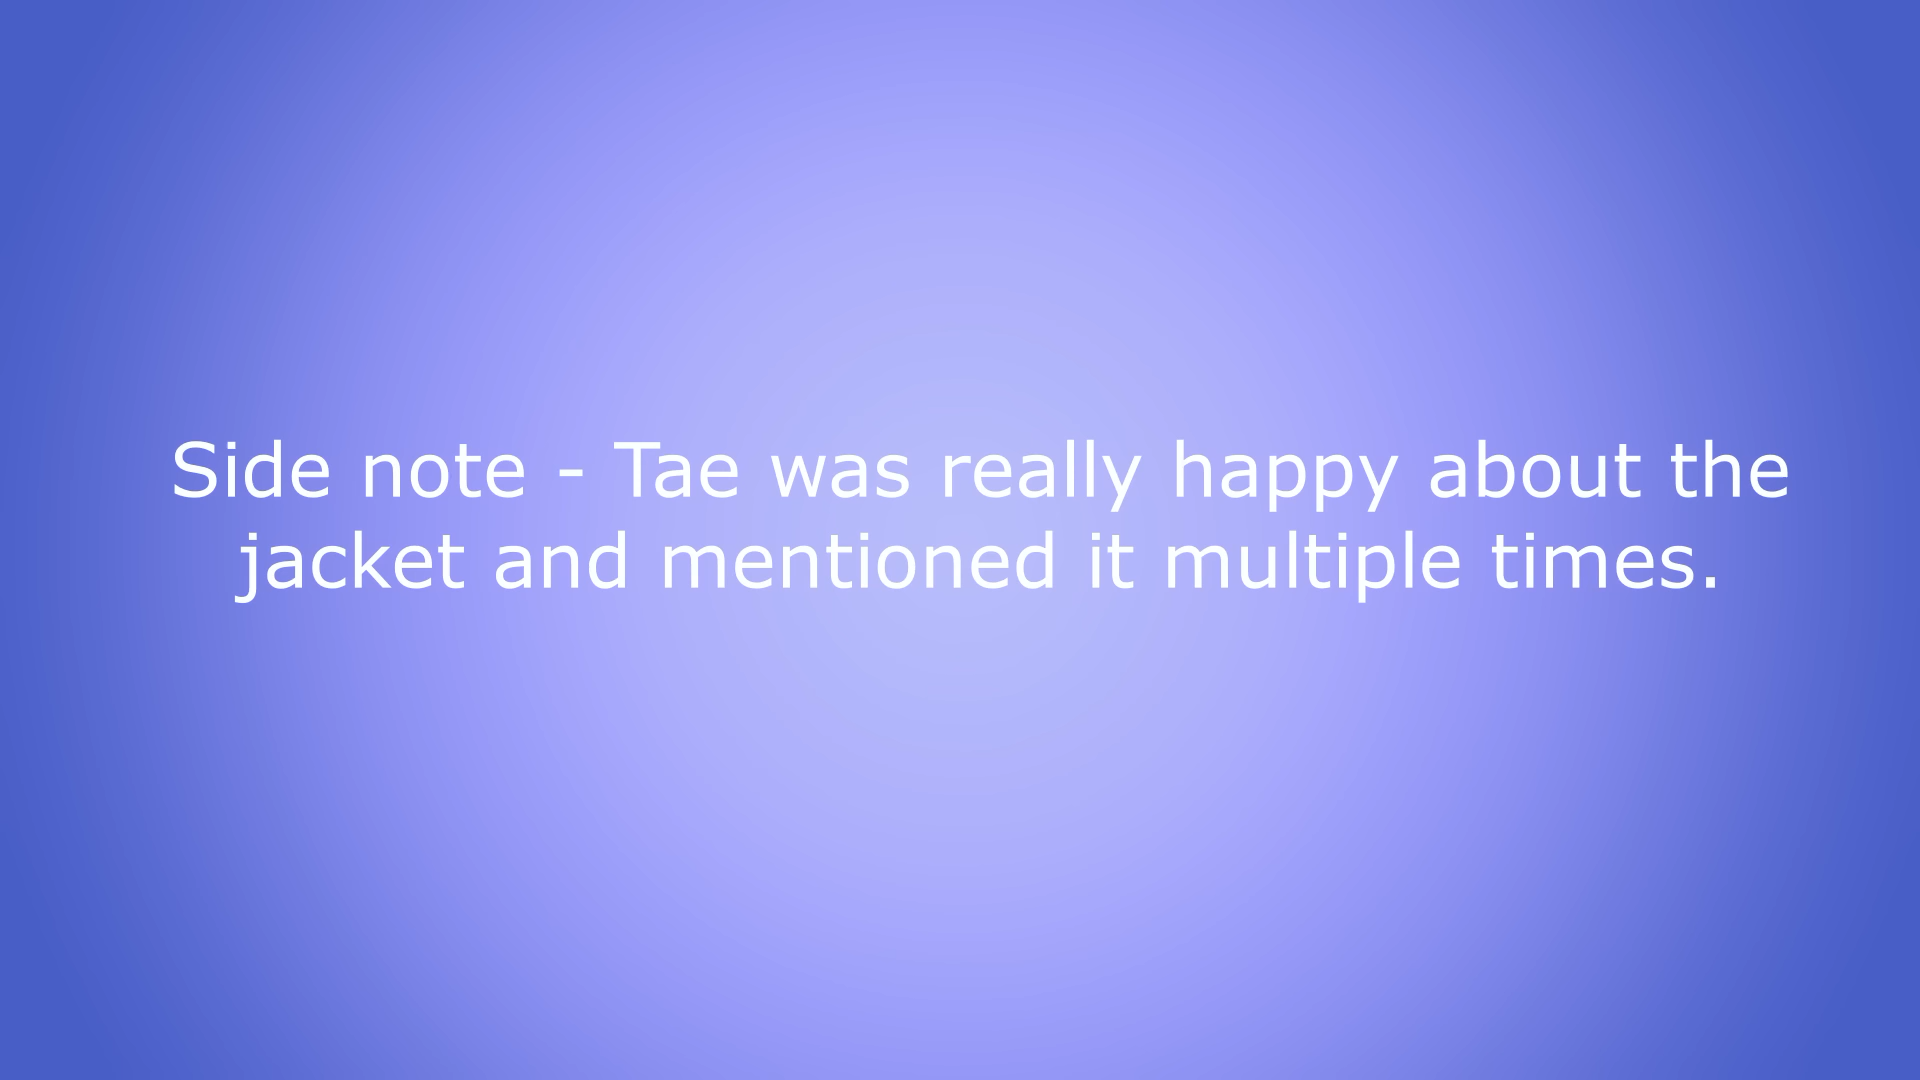 Side note - Tae was really happy about the
jacket and mentioned it multiple times.